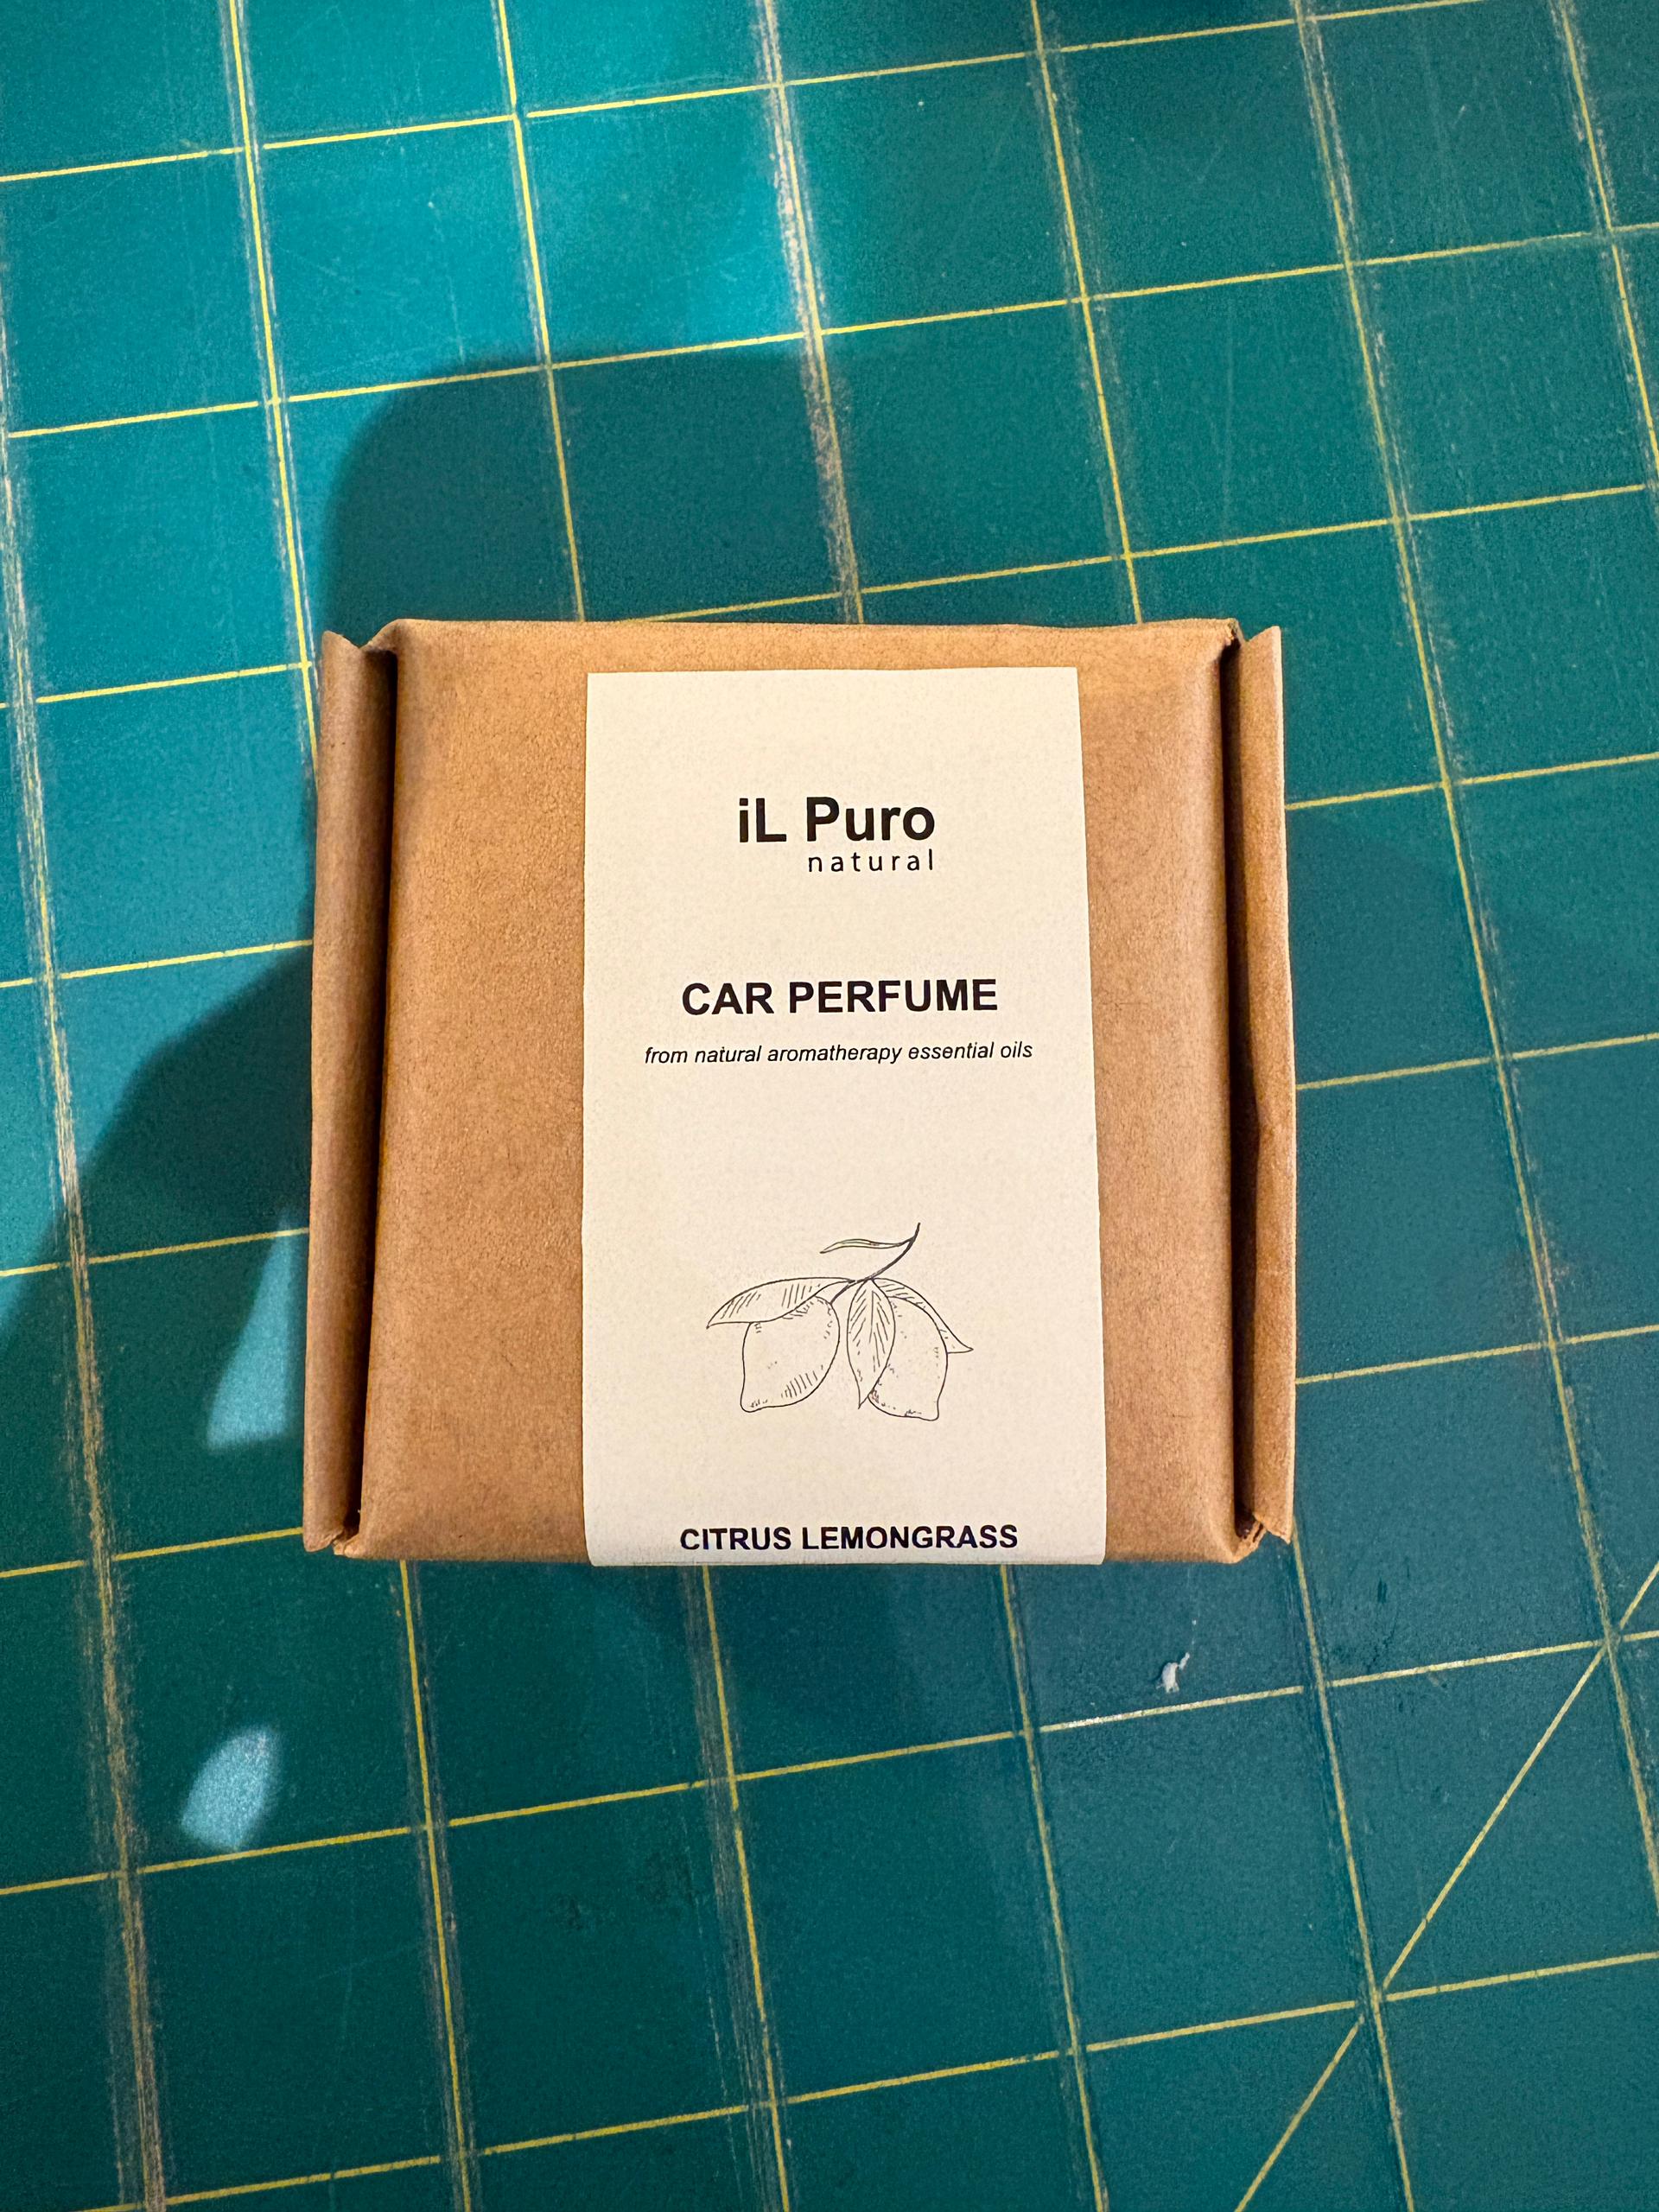 iL Puro
natural
CAR PERFUME
from natural aromatherapy essential oils
CITRUS LEMONGRASS